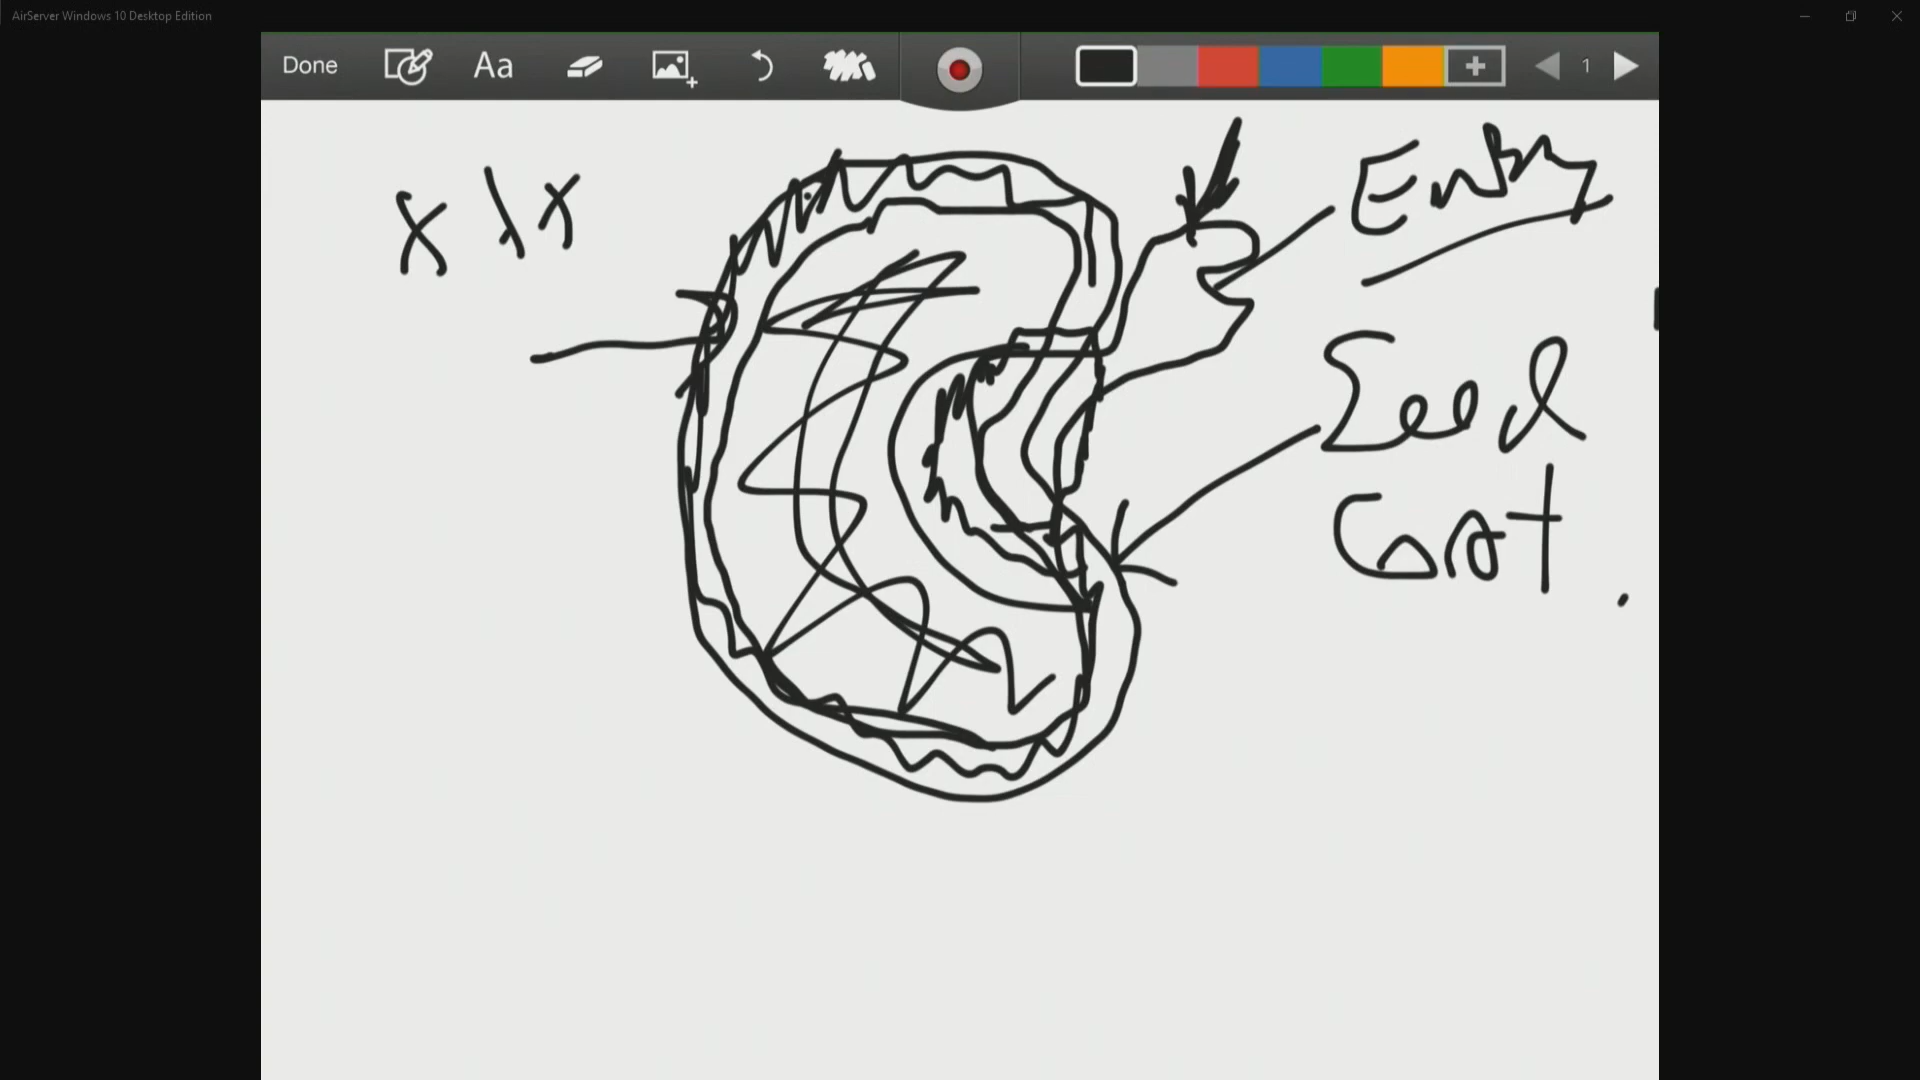 AirServer Windows 10 Desktop Edition
Done Aa 1
Entry
Seed
Coat